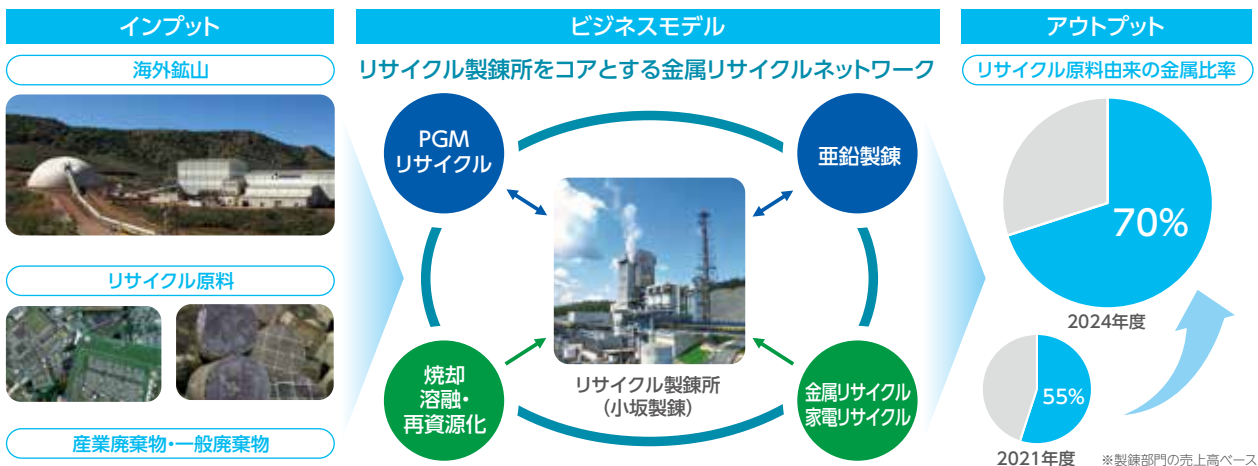 インプット
海外鉱山
リサイクル原料
産業廃棄物・一般廃棄物
ビジネスモデル
リサイクル製錬所をコアとする金属リサイクルネットワーク
PGM
リサイクル
亜鉛製錬
焼却
溶融・
再資源化
リサイクル製錬所
(小坂製錬)
金属リサイクル
家電リサイクル
アウトプット
リサイクル原料由来の金属比率
70%
2024年度
55%
2021年度
※製錬部門の売上高ベース